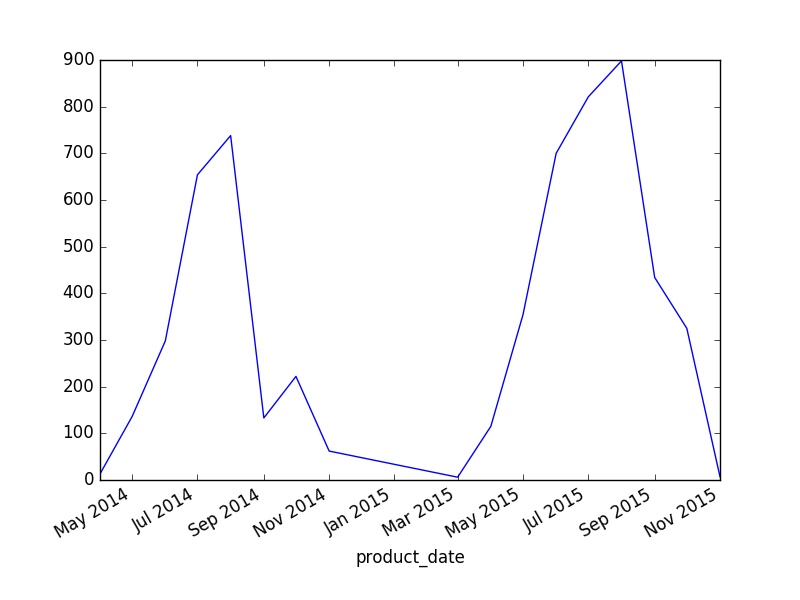 900
800
700
600
500
400
300
200
100
0
May 2014
Jul 2014
Sep 2014
Nov 2014
Jan 2015
Mar 2015
May 2015
Jul 2015
Sep 2015
Nov 2015
product_date